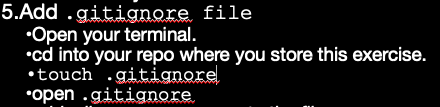 5.Add .gitignore file
•Open your terminal.
•cd into your repo where you store this exercise.
•touch .gitignore
•open .gitignore